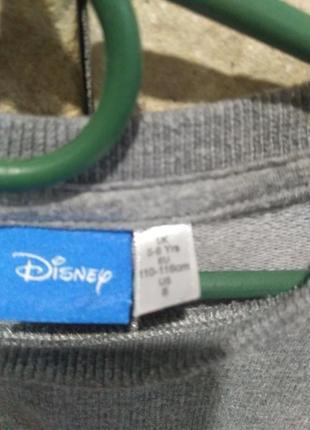 Disney
UK
5-6 Yrs
EU
110-116cm
US
6